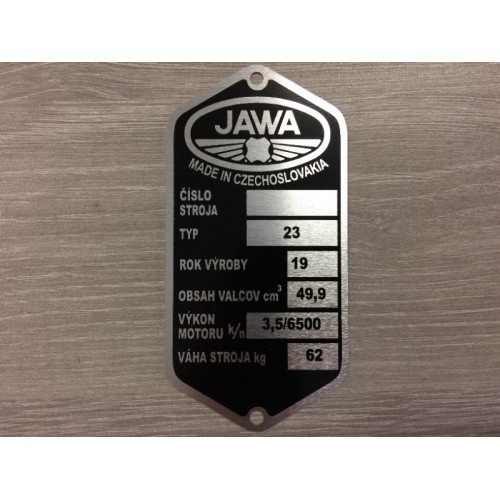 JAWA
MADE IN CZECHOSLOVAKIA
ČÍSLO
STROJA
TYP 23
ROK VÝROBY 19
OBSAH VALCOV cm³ 49,9
VÝKON
MOTORU k/n 3,5/6500
VÁHA STROJA kg 62